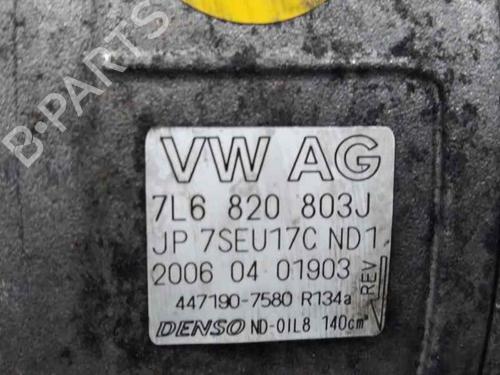 B-PARTS
VW AG
7L6 820 803J
JP 7SEU17C ND1
2006 04 01903
REV
447190-7580 R134a
DENSO ND-OIL8 140cm³
B-PARTS